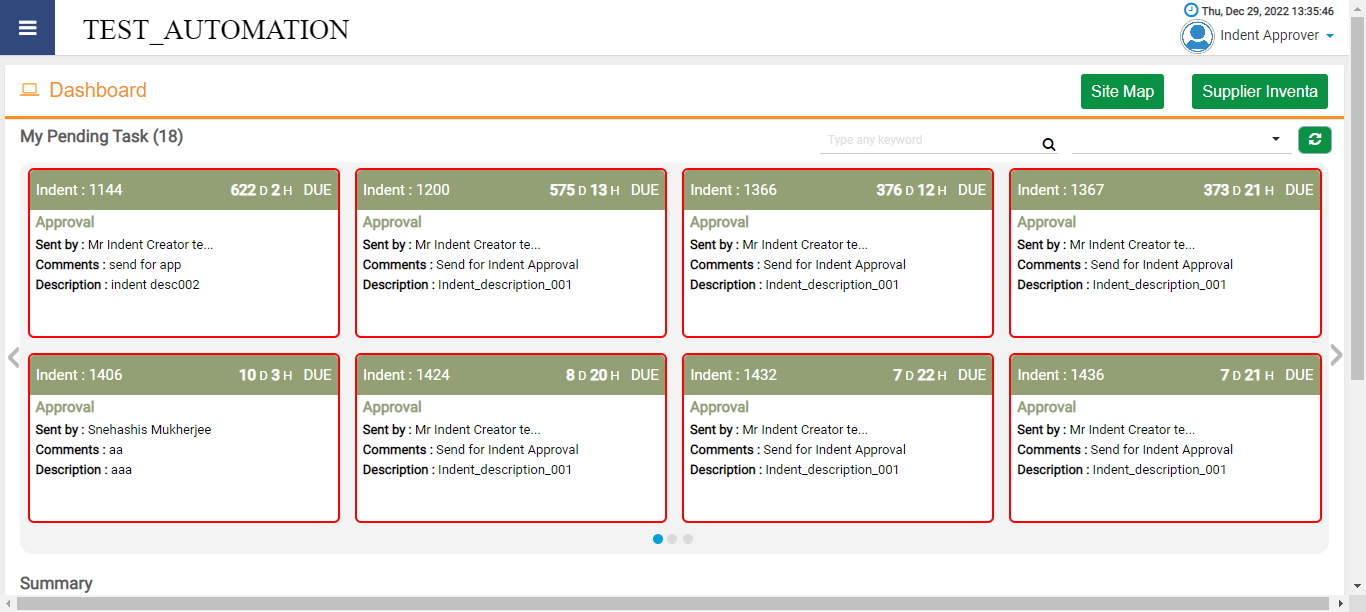 TEST_AUTOMATION
Thu, Dec 29, 2022 13:35:46
Indent Approver
Dashboard
Site Map
Supplier Inventa
My Pending Task (18)
Type any keyword
Indent : 1144 622 D 2 H DUE
Approval
Sent by : Mr Indent Creator te...
Comments : send for app
Description : indent desc002
Indent : 1200 575 D 13 H DUE
Approval
Sent by : Mr Indent Creator te...
Comments : Send for Indent Approval
Description : Indent_description_001
Indent : 1366 376 D 12 H DUE
Approval
Sent by : Mr Indent Creator te...
Comments : Send for Indent Approval
Description : Indent_description_001
Indent : 1367 373 D 21 H DUE
Approval
Sent by : Mr Indent Creator te...
Comments : Send for Indent Approval
Description : Indent_description_001
Indent : 1406 10 D 3 H DUE
Approval
Sent by : Snehashis Mukherjee
Comments : aa
Description : aaa
Indent : 1424 8 D 20 H DUE
Approval
Sent by : Mr Indent Creator te...
Comments : Send for Indent Approval
Description : Indent_description_001
Indent : 1432 7 D 22 H DUE
Approval
Sent by : Mr Indent Creator te...
Comments : Send for Indent Approval
Description : Indent_description_001
Indent : 1436 7 D 21 H DUE
Approval
Sent by : Mr Indent Creator te...
Comments : Send for Indent Approval
Description : Indent_description_001
Summary